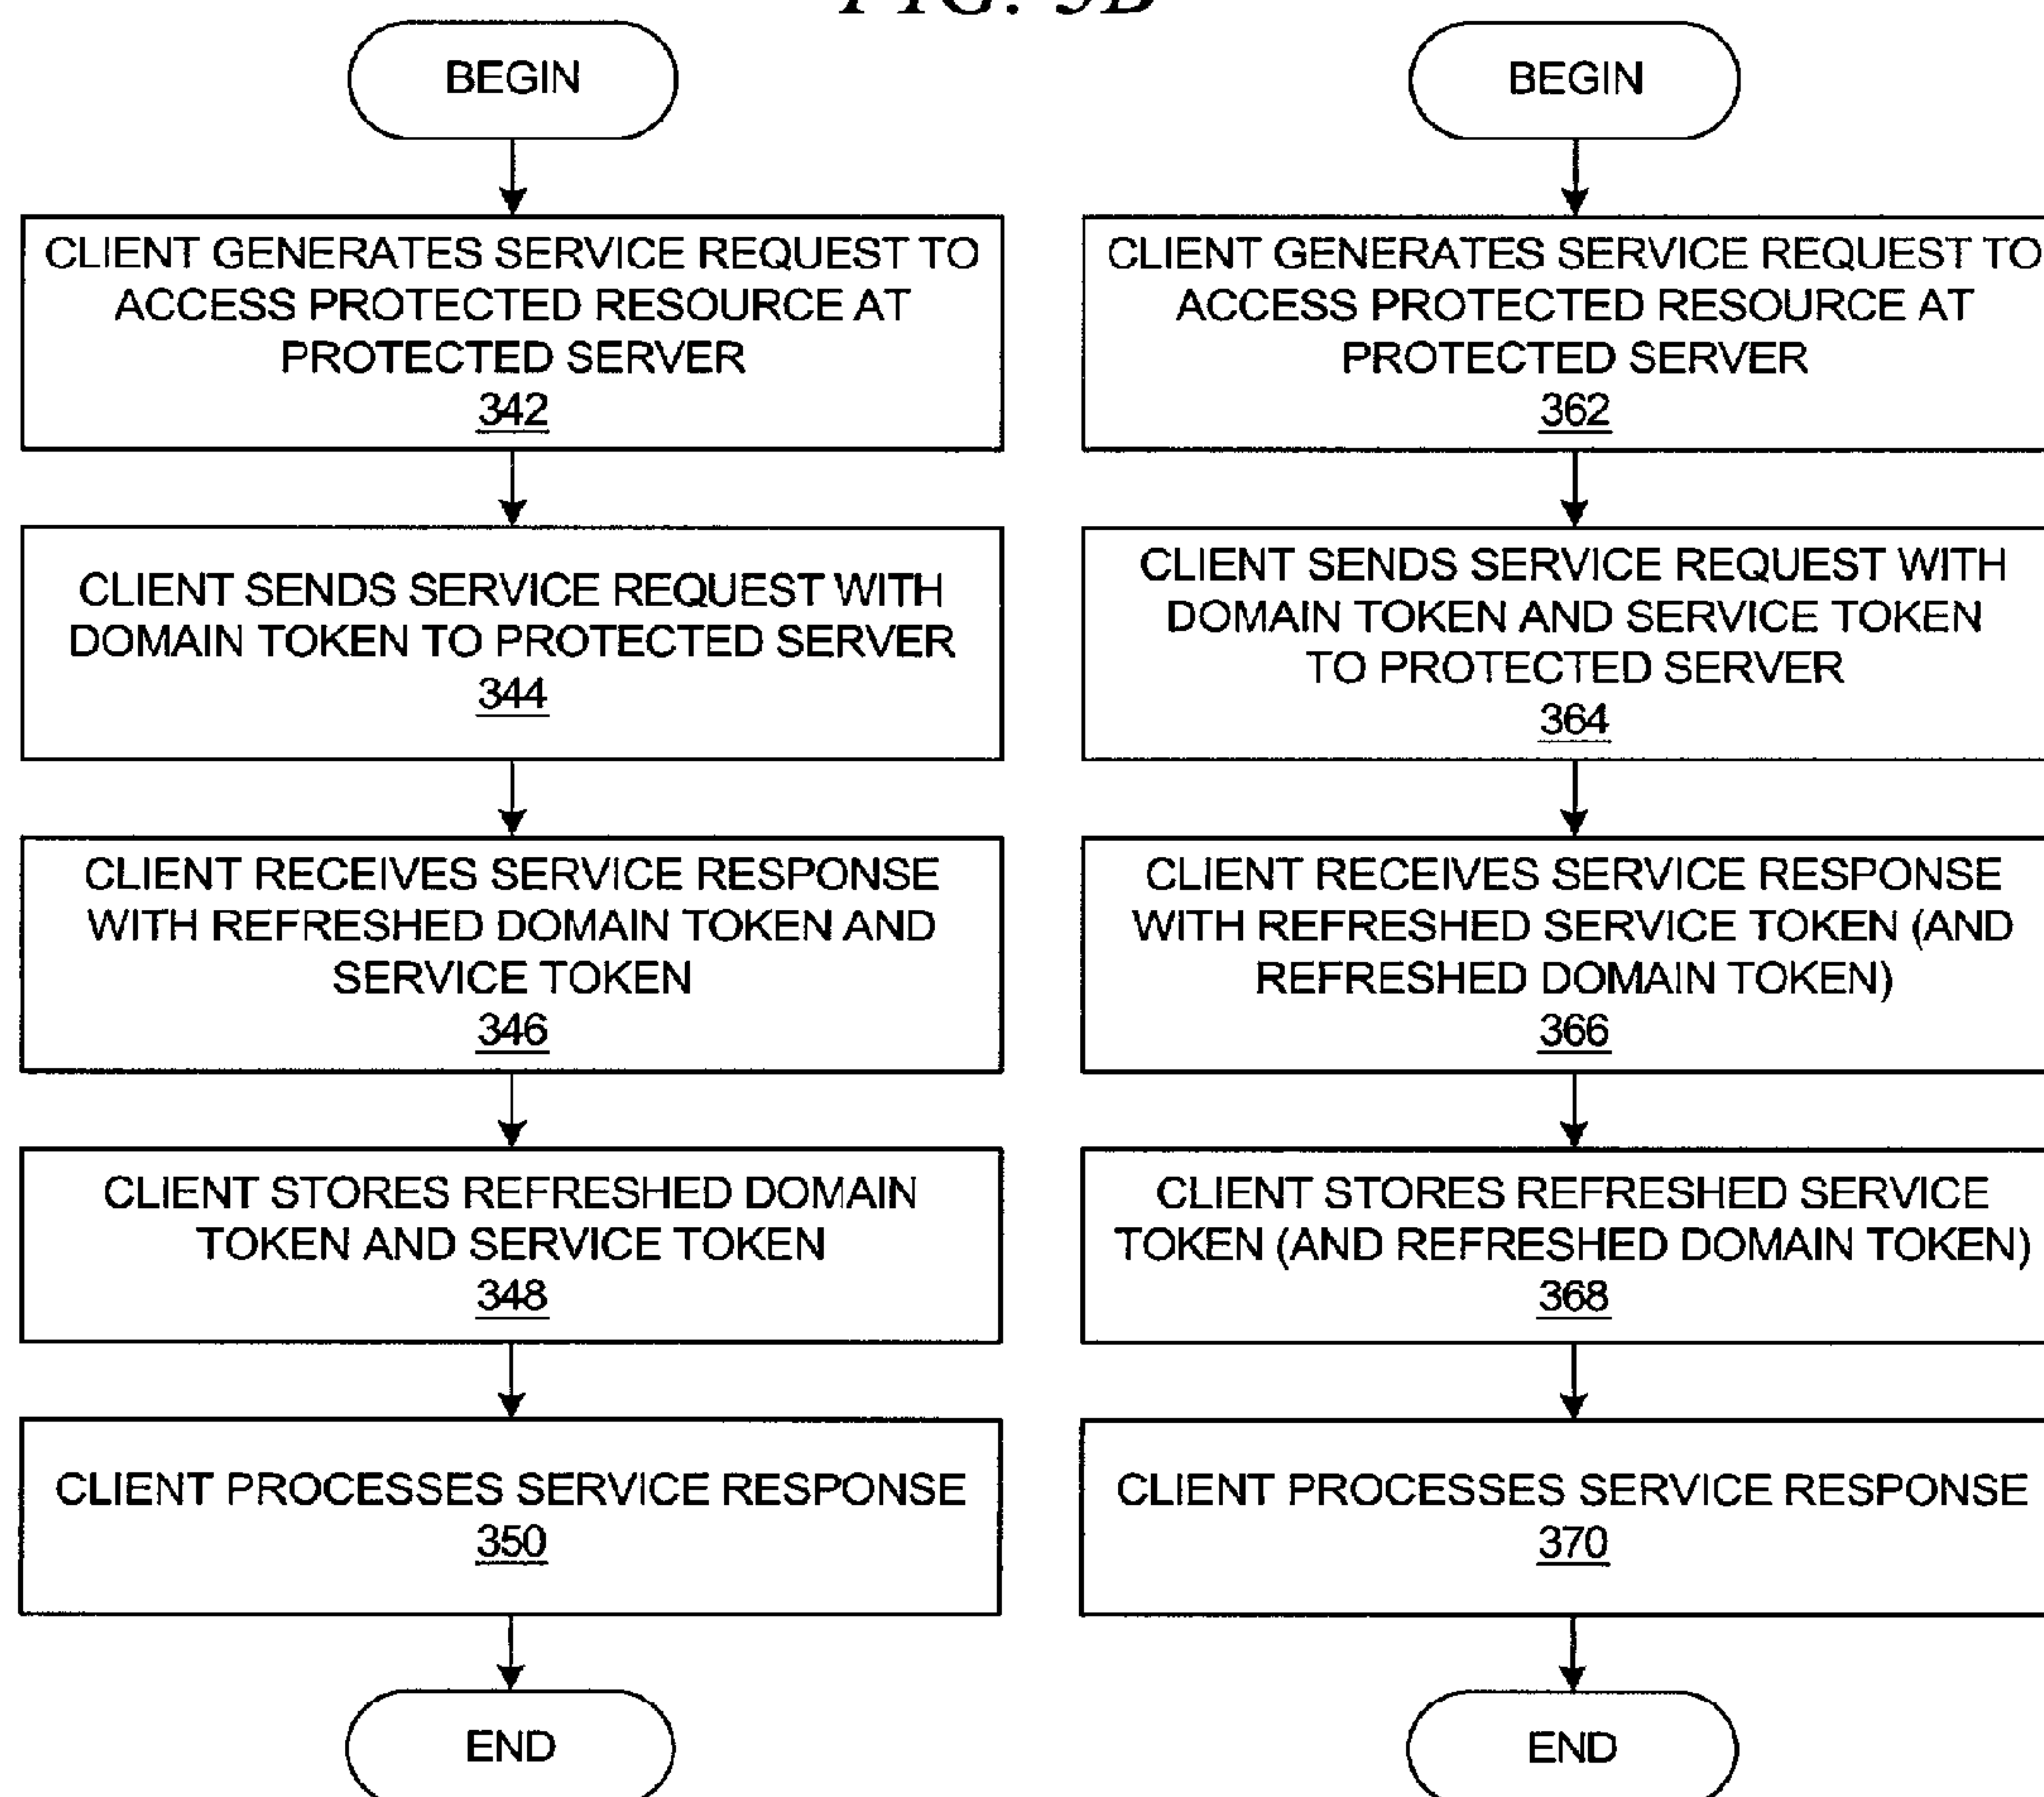 BEGIN
CLIENT GENERATES SERVICE REQUEST TO
ACCESS PROTECTED RESOURCE AT
PROTECTED SERVER
342
CLIENT SENDS SERVICE REQUEST WITH
DOMAIN TOKEN TO PROTECTED SERVER
344
CLIENT RECEIVES SERVICE RESPONSE
WITH REFRESHED DOMAIN TOKEN AND
SERVICE TOKEN
346
CLIENT STORES REFRESHED DOMAIN
TOKEN AND SERVICE TOKEN
348
CLIENT PROCESSES SERVICE RESPONSE
350
END
BEGIN
CLIENT GENERATES SERVICE REQUEST TO
ACCESS PROTECTED RESOURCE AT
PROTECTED SERVER
362
CLIENT SENDS SERVICE REQUEST WITH
DOMAIN TOKEN AND SERVICE TOKEN
TO PROTECTED SERVER
364
CLIENT RECEIVES SERVICE RESPONSE
WITH REFRESHED SERVICE TOKEN (AND
REFRESHED DOMAIN TOKEN)
366
CLIENT STORES REFRESHED SERVICE
TOKEN (AND REFRESHED DOMAIN TOKEN)
368
CLIENT PROCESSES SERVICE RESPONSE
370
END